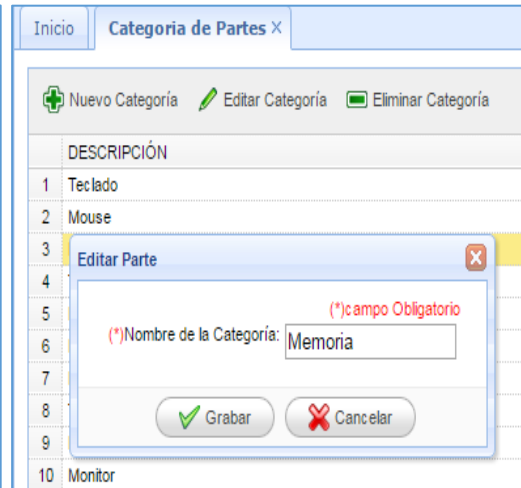 Inicio Categoria de Partes ×
Nuevo Categoría Editar Categoría Eliminar Categoría
DESCRIPCIÓN
1 Teclado
2 Mouse
3
Editar Parte
4
5
(*)campo Obligatorio
6
(*)Nombre de la Categoría: Memoria
7
8
Grabar Cancelar
9
10 Monitor